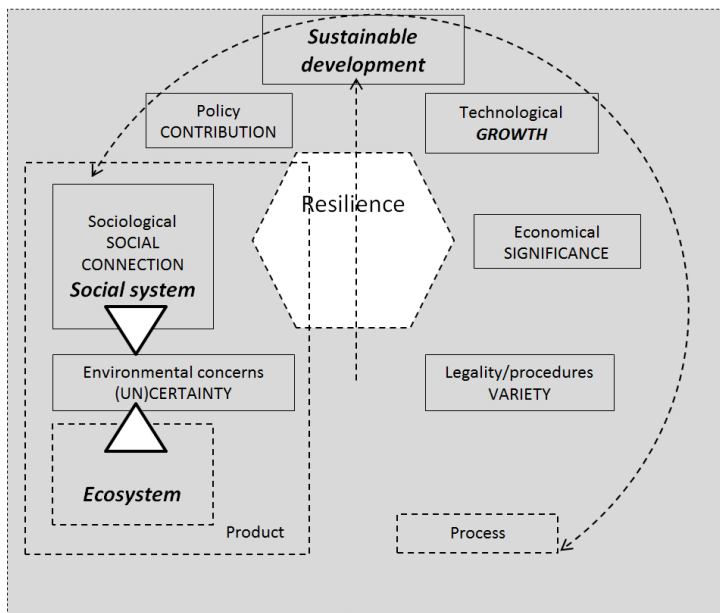 Sustainable
development
Policy
CONTRIBUTION
Technological
GROWTH
Resilience
Sociological
SOCIAL
CONNECTION
Social system
Economical
SIGNIFICANCE
Environmental concerns
(UN)CERTAINTY
Legality/procedures
VARIETY
Ecosystem
Product
Process